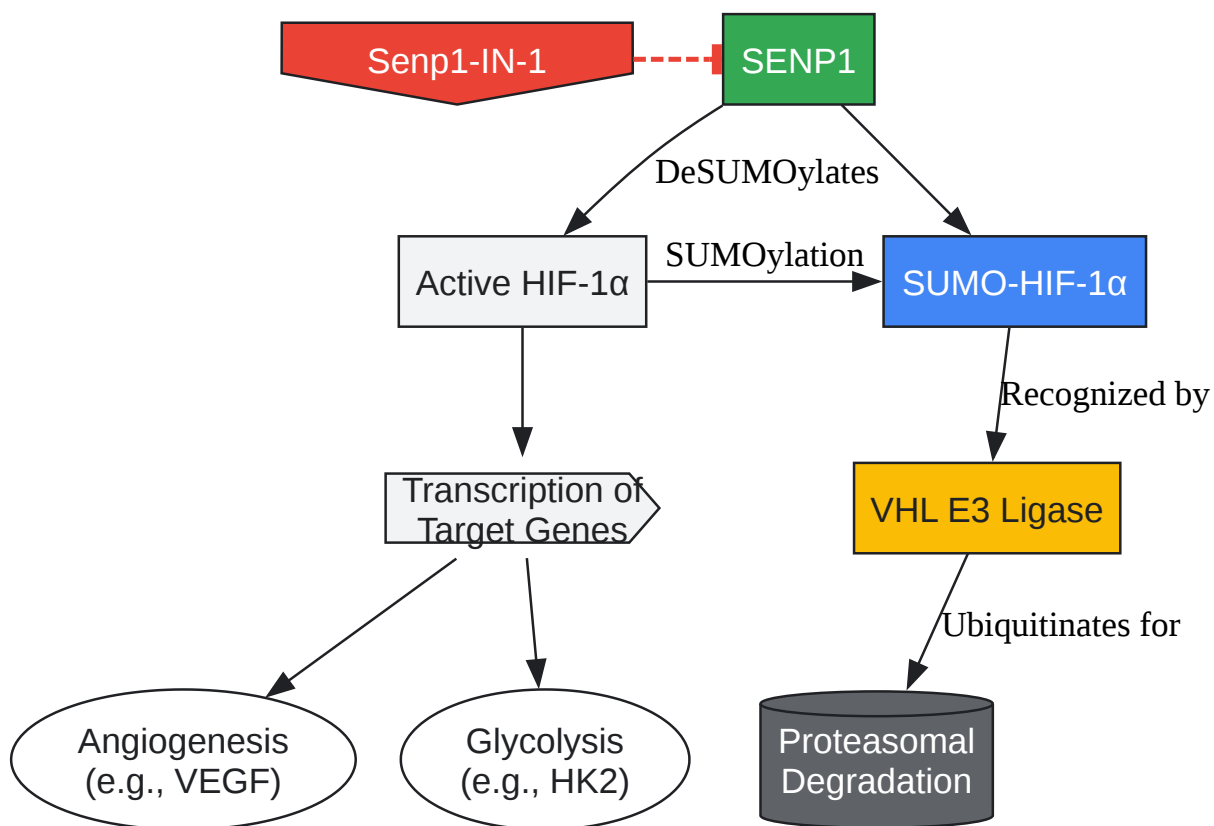 Senp1-IN-1
SENP1
DeSUMOylates
Active HIF-1α
SUMOylation
SUMO-HIF-1α
Recognized by
Transcription of
Target Genes
VHL E3 Ligase
Ubiquitinates for
Angiogenesis
(e.g., VEGF)
Glycolysis
(e.g., HK2)
Proteasomal
Degradation